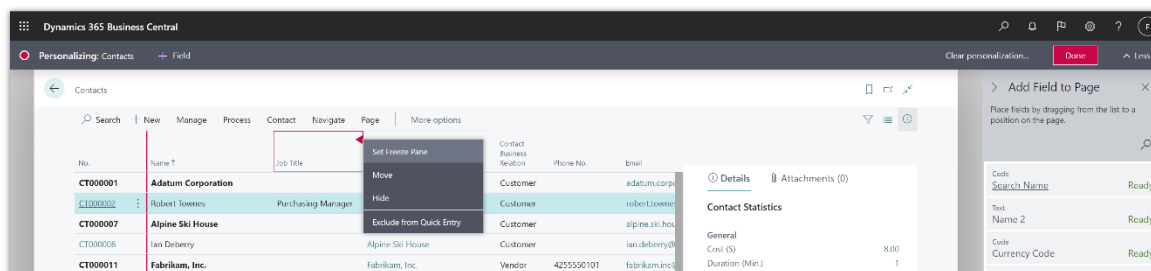 Dynamics 365 Business Central ? F
Personalizing: Contacts + Field Clear personalization... Done Less
Contacts
Add Field to Page
Place fields by dragging from the list to a
position on the page.
Search + New Manage Process Contact Navigate Page More options
No. Name ↑ Job Title
Contact
Business
Relation Phone No. Email
Set Freeze Pane
Move
Hide
Exclude from Quick Entry
CT000001 Adatum Corporation Customer adatum.corpo
CT000002 Robert Townes Purchasing Manager Customer robert.townes
CT000007 Alpine Ski House Customer alpine.ski.hou
CT000008 Ian Deberry Alpine Ski House Customer ian.deberry@
CT000011 Fabrikam, Inc. Fabrikam, Inc. Vendor 4255550101 fabrikam.inc@
Details Attachments (0)
Contact Statistics
General
Cost ($) 8.00
Duration (Min.) 1
Code
Search Name Ready
Text
Name 2 Ready
Code
Currency Code Ready